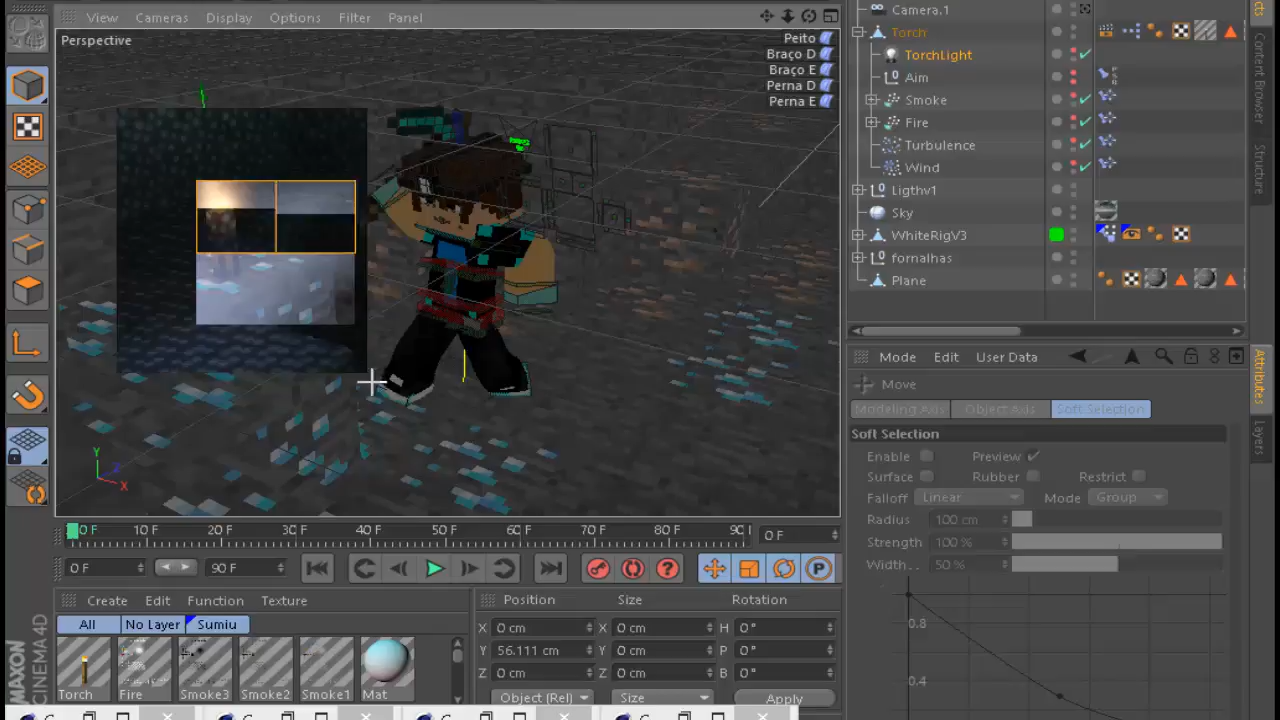 View Cameras Display Options Filter Panel
Perspective
Peito
Braço D
Braço E
Perna D
Perna E
Y
Z
X
0 F 10 F 20 F 30 F 40 F 50 F 60 F 70 F 80 F 90 0 F
0 F 90 F
Create Edit Function Texture
All No Layer Sumiu
Torch Fire Smoke3 Smoke2 Smoke1 Mat
MAXON
CINEMA4D
Position Size Rotation
X 0 cm X 0 cm H 0°
Y 56.111 cm Y 0 cm P 0°
Z 0 cm Z 0 cm B 0°
Object (Rel) Size Apply
Camera.1
Torch
TorchLight
Aim
Smoke
Fire
Turbulence
Wind
Ligthv1
Sky
WhiteRigV3
fornalhas
Plane
Content Browser
Structure
Mode Edit User Data
Move
Modeling Axis Object Axis Soft Selection
Soft Selection
Enable Preview
Surface Rubber Restrict
Falloff Linear Mode Group
Radius 100 cm
Strength 100 %
Width.. 50 %
0.8
0.4
Attributes
Layers